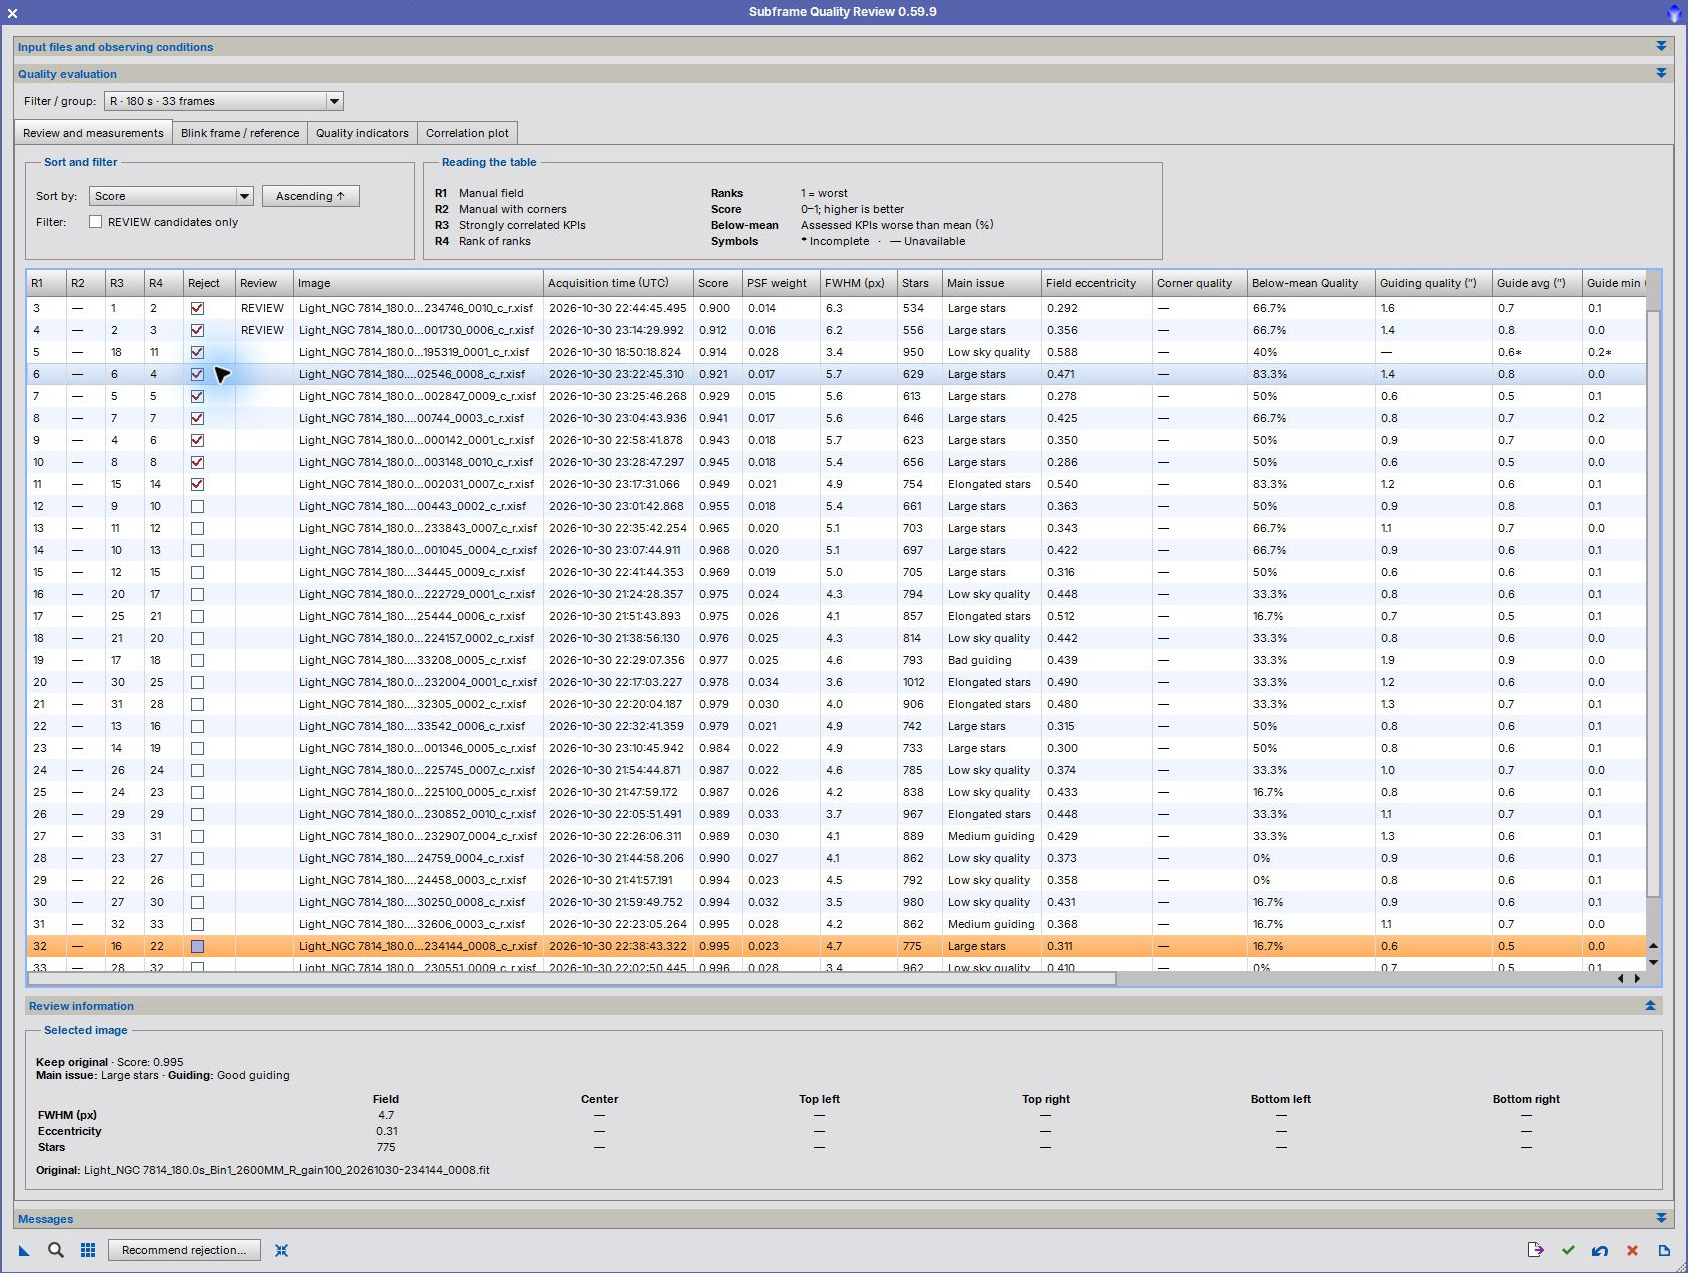 Subframe Quality Review 0.59.9
Input files and observing conditions
Quality evaluation
Filter / group: R · 180 s · 33 frames
Review and measurements Blink frame / reference Quality indicators Correlation plot
Sort and filter
Sort by: Score Ascending ↑
Filter: REVIEW candidates only
Reading the table
R1 Manual field Ranks 1 = worst
R2 Manual with corners Score 0–1; higher is better
R3 Strongly correlated KPIs Below-mean Assessed KPIs worse than mean (%)
R4 Rank of ranks Symbols * Incomplete · — Unavailable
R1 R2 R3 R4 Reject Review Image Acquisition time (UTC) Score PSF weight FWHM (px) Stars Main issue Field eccentricity Corner quality Below-mean Quality Guiding quality (″) Guide avg (″) Guide min (
3 — 1 2 REVIEW Light_NGC 7814_180.0...234746_0010_c_r.xisf 2026-10-30 22:44:45.495 0.900 0.014 6.3 534 Large stars 0.292 — 66.7% 1.6 0.7 0.1
4 — 2 3 REVIEW Light_NGC 7814_180.0...001730_0006_c_r.xisf 2026-10-30 23:14:29.992 0.912 0.016 6.2 556 Large stars 0.356 — 66.7% 1.4 0.8 0.0
5 — 18 11 Light_NGC 7814_180.0...195319_0001_c_r.xisf 2026-10-30 18:50:18.824 0.914 0.028 3.4 950 Low sky quality 0.588 — 40% — 0.6* 0.2*
6 — 6 4 Light_NGC 7814_180....02546_0008_c_r.xisf 2026-10-30 23:22:45.310 0.921 0.017 5.7 629 Large stars 0.471 — 83.3% 1.4 0.8 0.0
7 — 5 5 Light_NGC 7814_180.0...002847_0009_c_r.xisf 2026-10-30 23:25:46.268 0.929 0.015 5.6 613 Large stars 0.278 — 50% 0.6 0.5 0.1
8 — 7 7 Light_NGC 7814_180....00744_0003_c_r.xisf 2026-10-30 23:04:43.936 0.941 0.017 5.6 646 Large stars 0.425 — 66.7% 0.8 0.7 0.2
9 — 4 6 Light_NGC 7814_180.0...000142_0001_c_r.xisf 2026-10-30 22:58:41.878 0.943 0.018 5.7 623 Large stars 0.350 — 50% 0.9 0.7 0.0
10 — 8 8 Light_NGC 7814_180.0...003148_0010_c_r.xisf 2026-10-30 23:28:47.297 0.945 0.018 5.4 656 Large stars 0.286 — 50% 0.6 0.5 0.0
11 — 15 14 Light_NGC 7814_180.0...002031_0007_c_r.xisf 2026-10-30 23:17:31.066 0.949 0.021 4.9 754 Elongated stars 0.540 — 83.3% 1.2 0.6 0.1
12 — 9 10 Light_NGC 7814_180....00443_0002_c_r.xisf 2026-10-30 23:01:42.868 0.955 0.018 5.4 661 Large stars 0.363 — 50% 0.9 0.8 0.1
13 — 11 12 Light_NGC 7814_180.0...233843_0007_c_r.xisf 2026-10-30 22:35:42.254 0.965 0.020 5.1 703 Large stars 0.343 — 66.7% 1.1 0.7 0.0
14 — 10 13 Light_NGC 7814_180.0...001045_0004_c_r.xisf 2026-10-30 23:07:44.911 0.968 0.020 5.1 697 Large stars 0.422 — 66.7% 0.9 0.6 0.1
15 — 12 15 Light_NGC 7814_180....34445_0009_c_r.xisf 2026-10-30 22:41:44.353 0.969 0.019 5.0 705 Large stars 0.316 — 50% 0.6 0.6 0.1
16 — 20 17 Light_NGC 7814_180.0...222729_0001_c_r.xisf 2026-10-30 21:24:28.357 0.975 0.024 4.3 794 Low sky quality 0.448 — 33.3% 0.8 0.6 0.1
17 — 25 21 Light_NGC 7814_180....25444_0006_c_r.xisf 2026-10-30 21:51:43.893 0.975 0.026 4.1 857 Elongated stars 0.512 — 16.7% 0.7 0.5 0.1
18 — 21 20 Light_NGC 7814_180.0...224157_0002_c_r.xisf 2026-10-30 21:38:56.130 0.976 0.025 4.3 814 Low sky quality 0.442 — 33.3% 0.8 0.6 0.0
19 — 17 18 Light_NGC 7814_180....33208_0005_c_r.xisf 2026-10-30 22:29:07.356 0.977 0.025 4.6 793 Bad guiding 0.439 — 33.3% 1.9 0.9 0.0
20 — 30 25 Light_NGC 7814_180.0...232004_0001_c_r.xisf 2026-10-30 22:17:03.227 0.978 0.034 3.6 1012 Elongated stars 0.490 — 33.3% 1.2 0.6 0.0
21 — 31 28 Light_NGC 7814_180....32305_0002_c_r.xisf 2026-10-30 22:20:04.187 0.979 0.030 4.0 906 Elongated stars 0.480 — 33.3% 1.3 0.7 0.1
22 — 13 16 Light_NGC 7814_180....33542_0006_c_r.xisf 2026-10-30 22:32:41.359 0.979 0.021 4.9 742 Large stars 0.315 — 50% 0.8 0.6 0.1
23 — 14 19 Light_NGC 7814_180.0...001346_0005_c_r.xisf 2026-10-30 23:10:45.942 0.984 0.022 4.9 733 Large stars 0.300 — 50% 0.8 0.6 0.1
24 — 26 24 Light_NGC 7814_180.0...225745_0007_c_r.xisf 2026-10-30 21:54:44.871 0.987 0.022 4.6 785 Low sky quality 0.374 — 33.3% 1.0 0.7 0.0
25 — 24 23 Light_NGC 7814_180.0...225100_0005_c_r.xisf 2026-10-30 21:47:59.172 0.987 0.026 4.2 838 Low sky quality 0.433 — 16.7% 0.8 0.6 0.1
26 — 29 29 Light_NGC 7814_180.0...230852_0010_c_r.xisf 2026-10-30 22:05:51.491 0.989 0.033 3.7 967 Elongated stars 0.448 — 33.3% 1.1 0.7 0.1
27 — 33 31 Light_NGC 7814_180.0...232907_0004_c_r.xisf 2026-10-30 22:26:06.311 0.989 0.030 4.1 889 Medium guiding 0.429 — 33.3% 1.3 0.6 0.1
28 — 23 27 Light_NGC 7814_180....24759_0004_c_r.xisf 2026-10-30 21:44:58.206 0.990 0.027 4.1 862 Low sky quality 0.373 — 0% 0.9 0.6 0.1
29 — 22 26 Light_NGC 7814_180....24458_0003_c_r.xisf 2026-10-30 21:41:57.191 0.994 0.023 4.5 792 Low sky quality 0.358 — 0% 0.8 0.6 0.1
30 — 27 30 Light_NGC 7814_180....30250_0008_c_r.xisf 2026-10-30 21:59:49.752 0.994 0.032 3.5 980 Low sky quality 0.431 — 16.7% 0.9 0.6 0.1
31 — 32 33 Light_NGC 7814_180....32606_0003_c_r.xisf 2026-10-30 22:23:05.264 0.995 0.028 4.2 862 Medium guiding 0.368 — 16.7% 1.1 0.7 0.0
32 — 16 22 Light_NGC 7814_180.0...234144_0008_c_r.xisf 2026-10-30 22:38:43.322 0.995 0.023 4.7 775 Large stars 0.311 — 16.7% 0.6 0.5 0.0
33 — 28 32 Light_NGC 7814_180.0...230551_0009_c_r.xisf 2026-10-30 22:02:50.445 0.996 0.028 3.4 962 Low sky quality 0.410 — 0% 0.7 0.5 0.1
Review information
Selected image
Keep original · Score: 0.995
Main issue: Large stars · Guiding: Good guiding
Field Center Top left Top right Bottom left Bottom right
FWHM (px) 4.7 — — — — —
Eccentricity 0.31 — — — — —
Stars 775 — — — — —
Original: Light_NGC 7814_180.0s_Bin1_2600MM_R_gain100_20261030-234144_0008.fit
Messages
Recommend rejection...